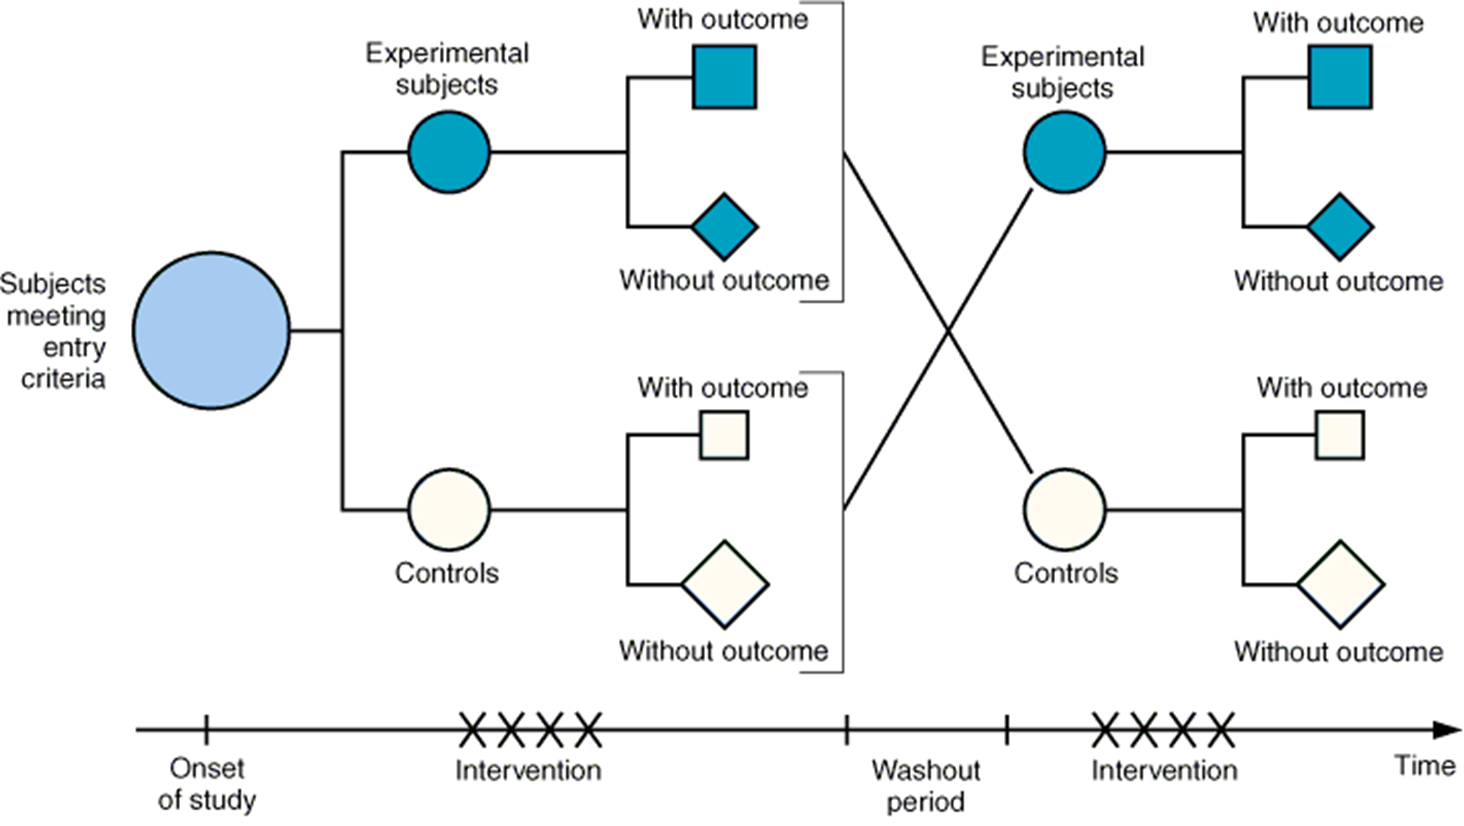 With outcome
Experimental
subjects
Without outcome
With outcome
Experimental
subjects
Without outcome
Subjects
meeting
entry
criteria
With outcome
Controls
Without outcome
With outcome
Controls
Without outcome
Onset
of study
Intervention
Washout
period
Intervention
Time